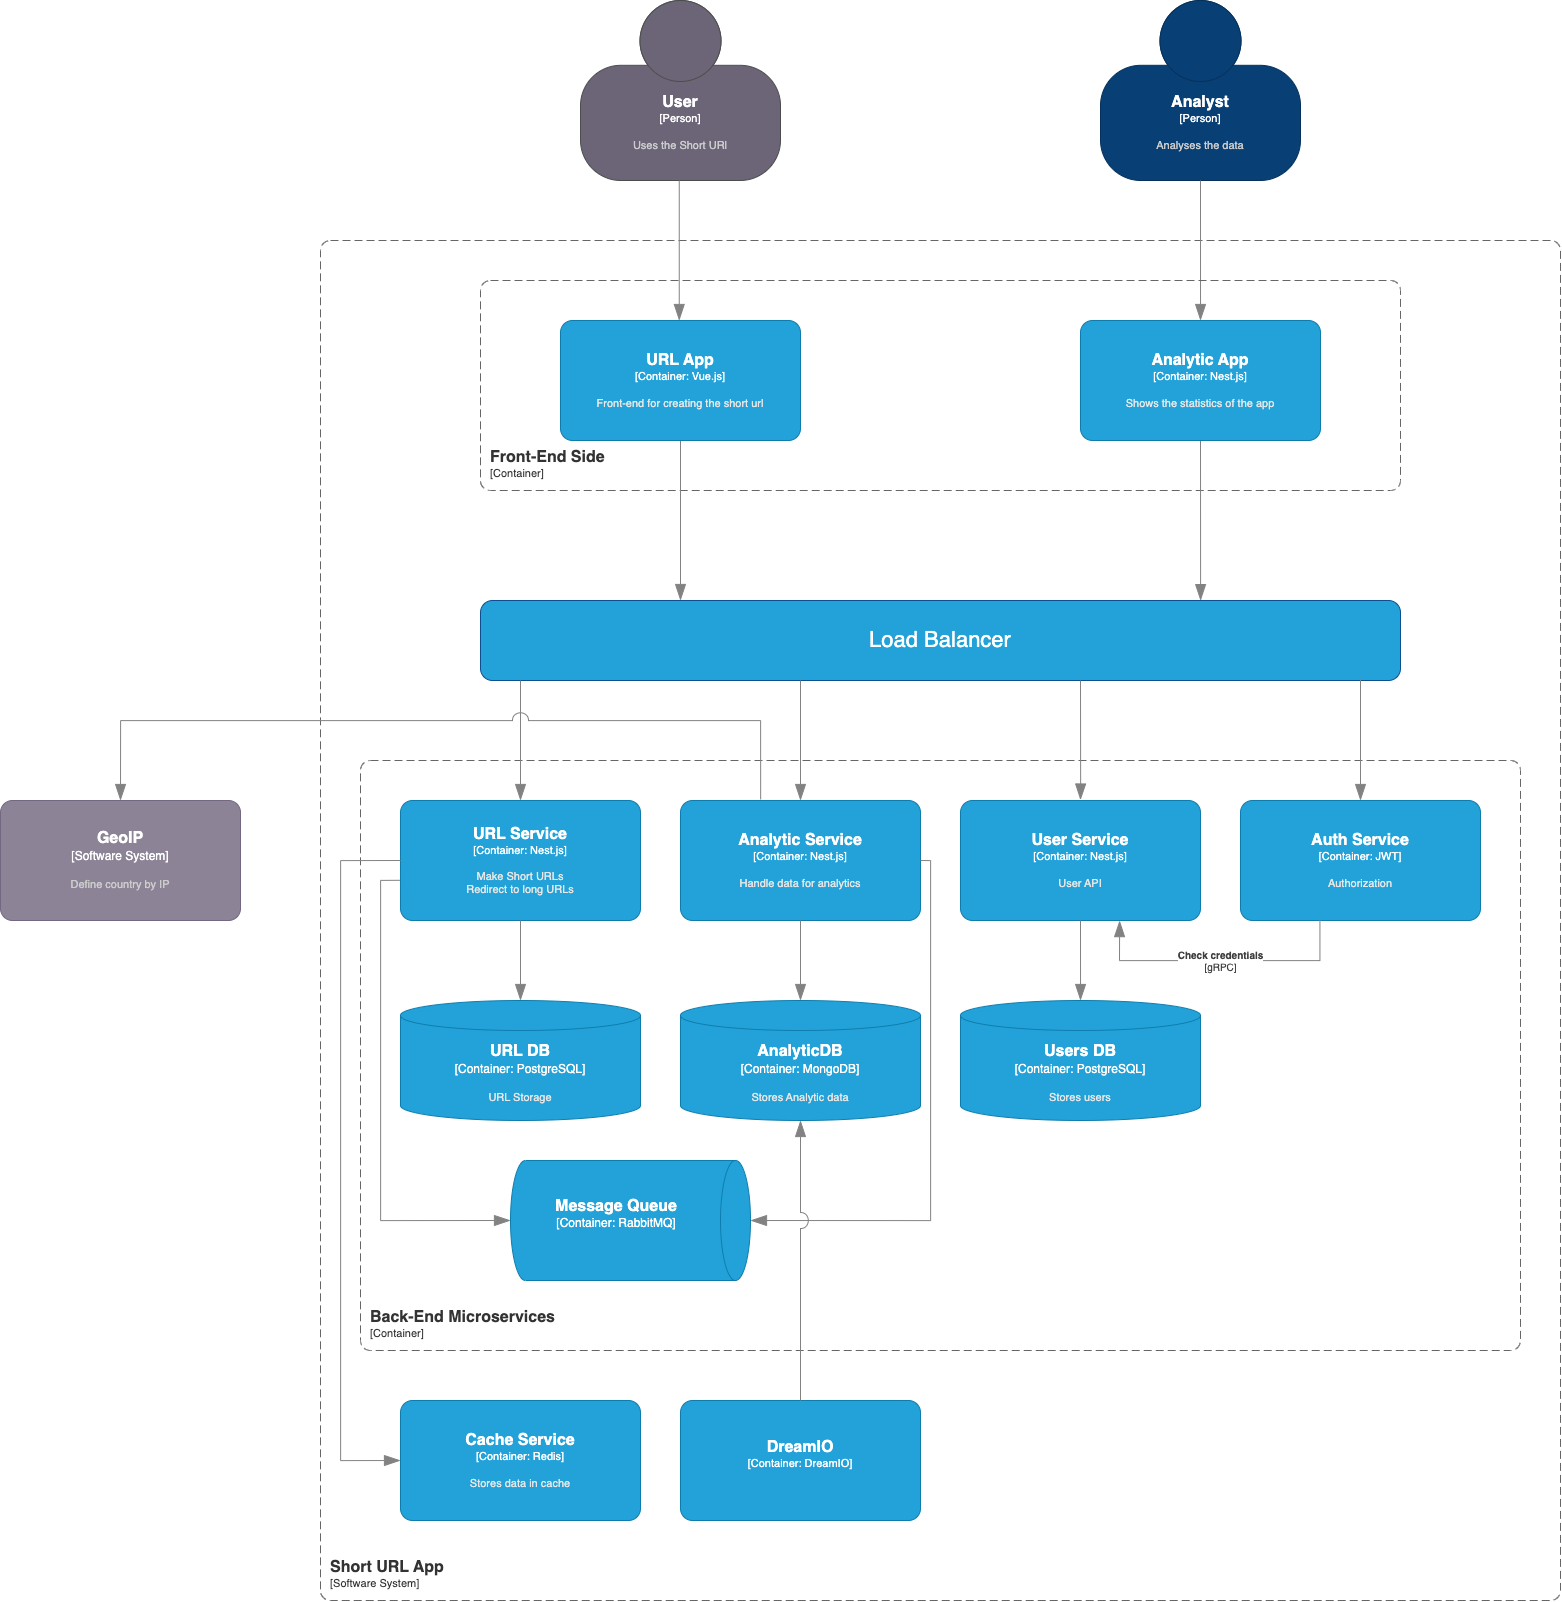 User
[Person]
Uses the Short URI
Analyst
[Person]
Analyses the data
URL App
[Container: Vue.js]
Front-end for creating the short url
Analytic App
[Container: Nest.js]
Shows the statistics of the app
Front-End Side
[Container]
Load Balancer
GeoIP
[Software System]
Define country by IP
URL Service
[Container: Nest.js]
Make Short URLs
Redirect to long URLs
Analytic Service
[Container: Nest.js]
Handle data for analytics
User Service
[Container: Nest.js]
User API
Auth Service
[Container: JWT]
Authorization
Check credentials
[gRPC]
URL DB
[Container: PostgreSQL]
URL Storage
AnalyticDB
[Container: MongoDB]
Stores Analytic data
Users DB
[Container: PostgreSQL]
Stores users
Message Queue
[Container: RabbitMQ]
Back-End Microservices
[Container]
Cache Service
[Container: Redis]
Stores data in cache
DreamIO
[Container: DreamIO]
Short URL App
[Software System]